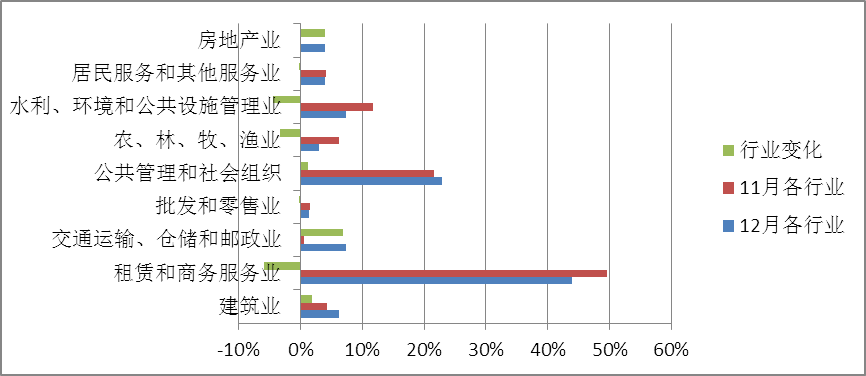 房地产业
居民服务和其他服务业
水利、环境和公共设施管理业
农、林、牧、渔业
公共管理和社会组织
批发和零售业
交通运输、仓储和邮政业
租赁和商务服务业
建筑业
-10% 0% 10% 20% 30% 40% 50% 60%
行业变化
11月各行业
12月各行业